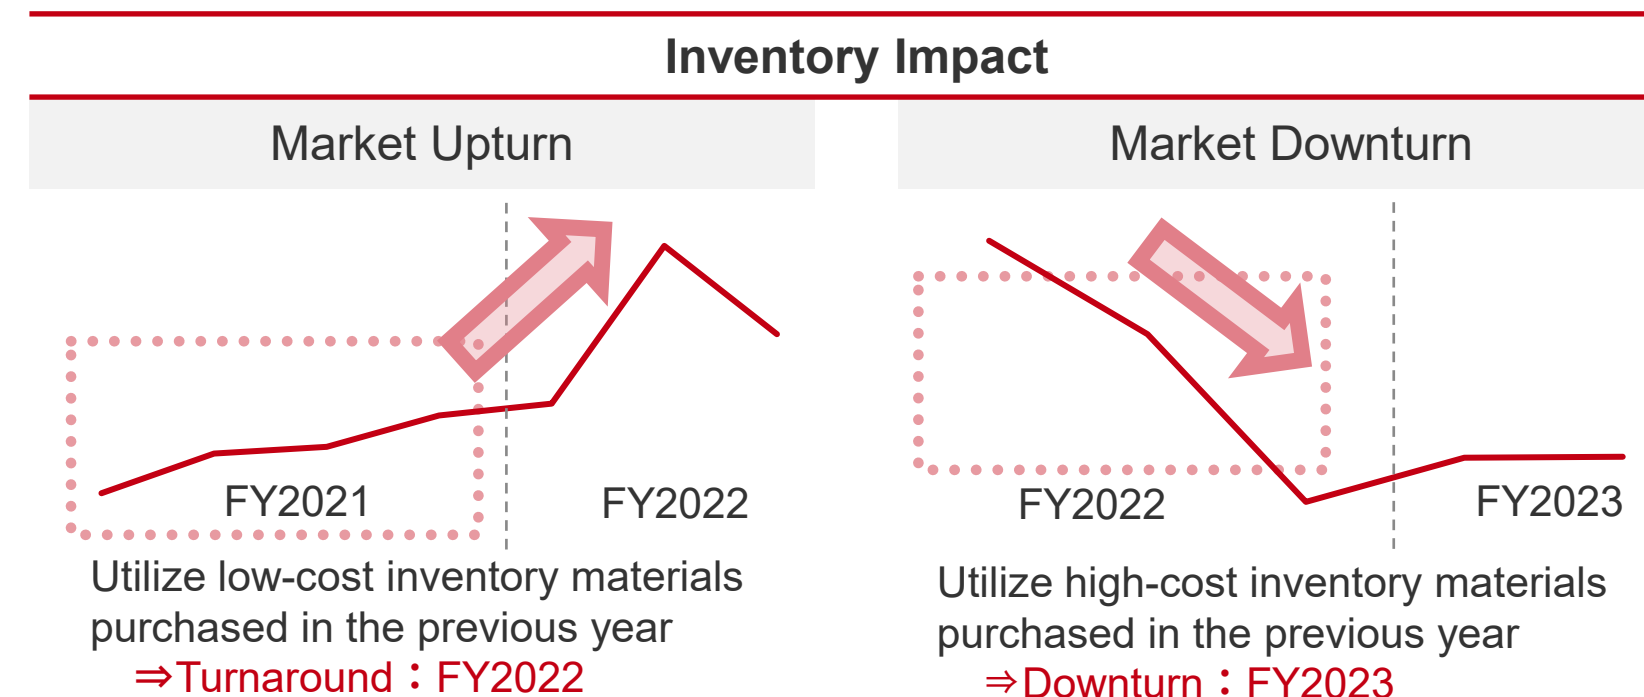 Inventory Impact
Market Upturn
FY2021
FY2022
Utilize low-cost inventory materials
purchased in the previous year
⇒Turnaround：FY2022
Market Downturn
FY2022
FY2023
Utilize high-cost inventory materials
purchased in the previous year
⇒Downturn：FY2023